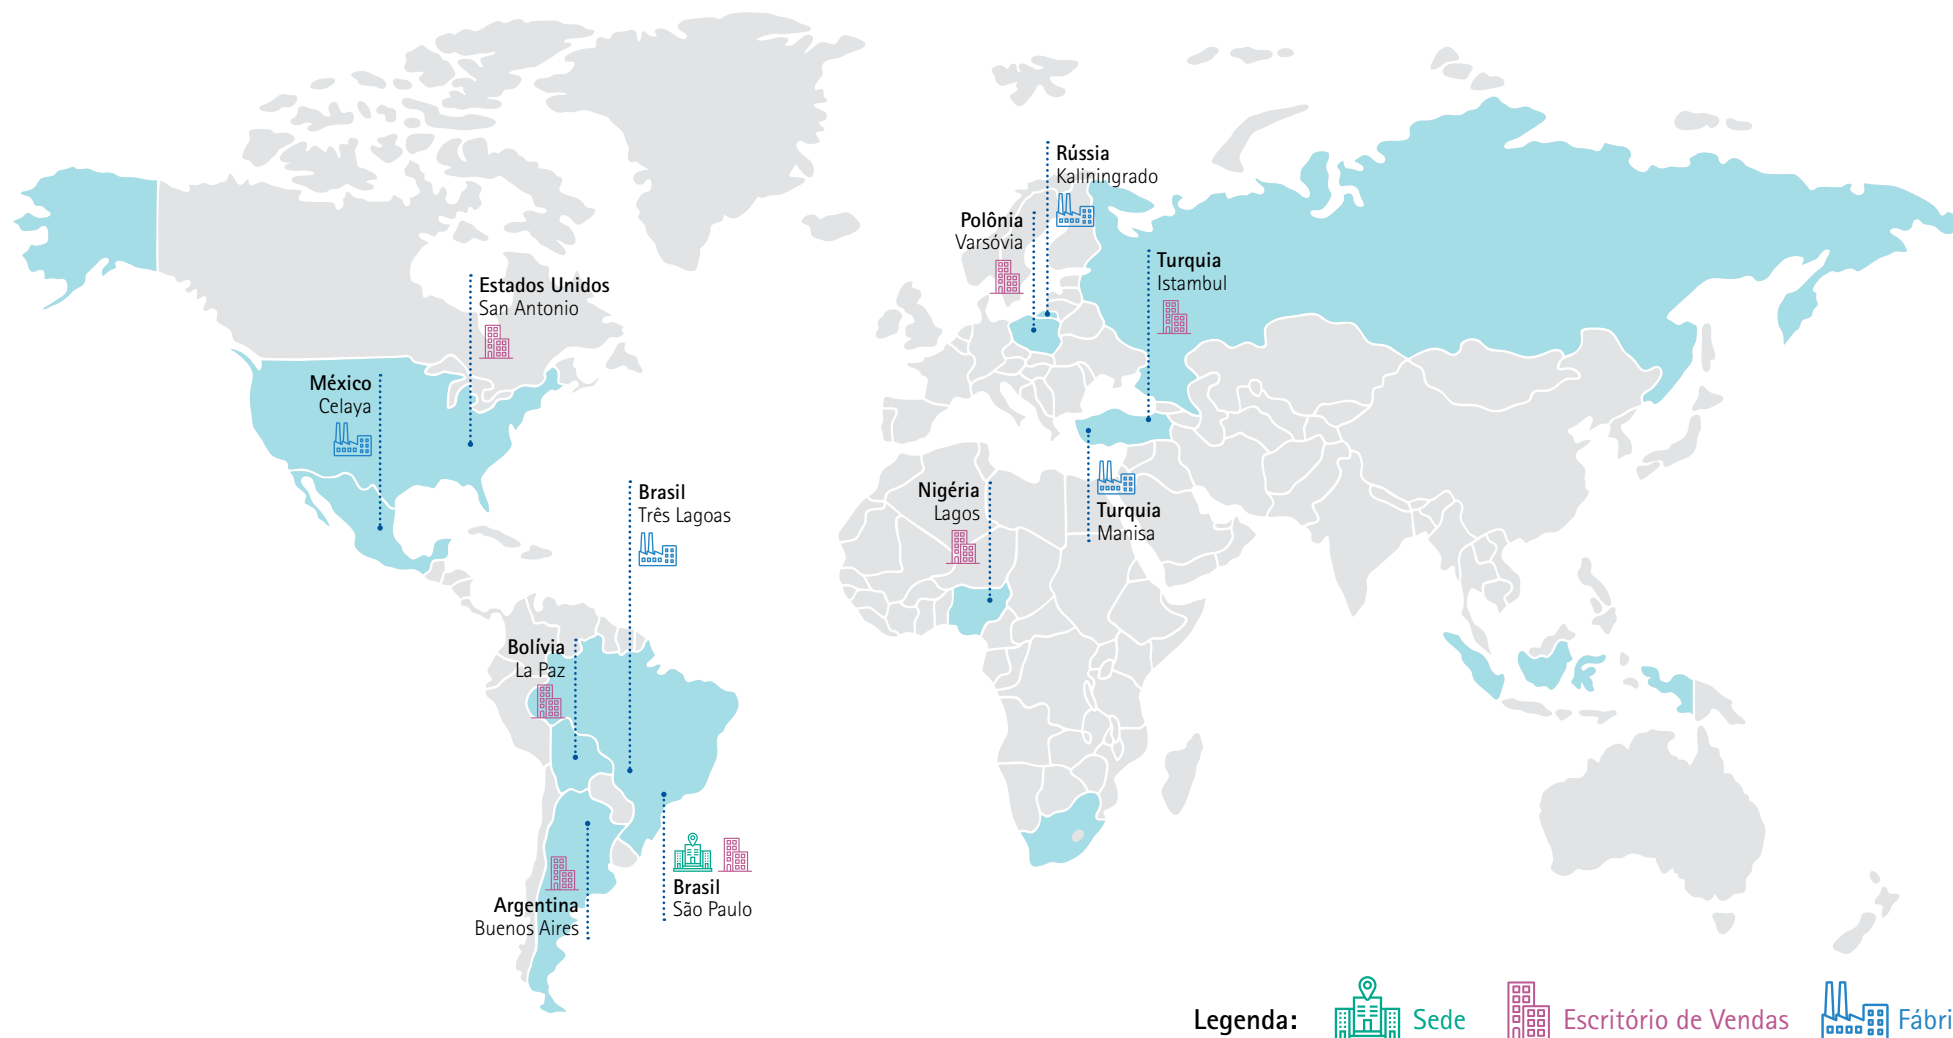 Rússia
Kaliningrado
Polônia
Varsóvia
Turquia
Istambul
Estados Unidos
San Antonio
México
Celaya
Brasil
Três Lagoas
Nigéria
Lagos
Turquia
Manisa
Bolívia
La Paz
Argentina
Buenos Aires
Brasil
São Paulo
Legenda: Sede Escritório de Vendas Fábri